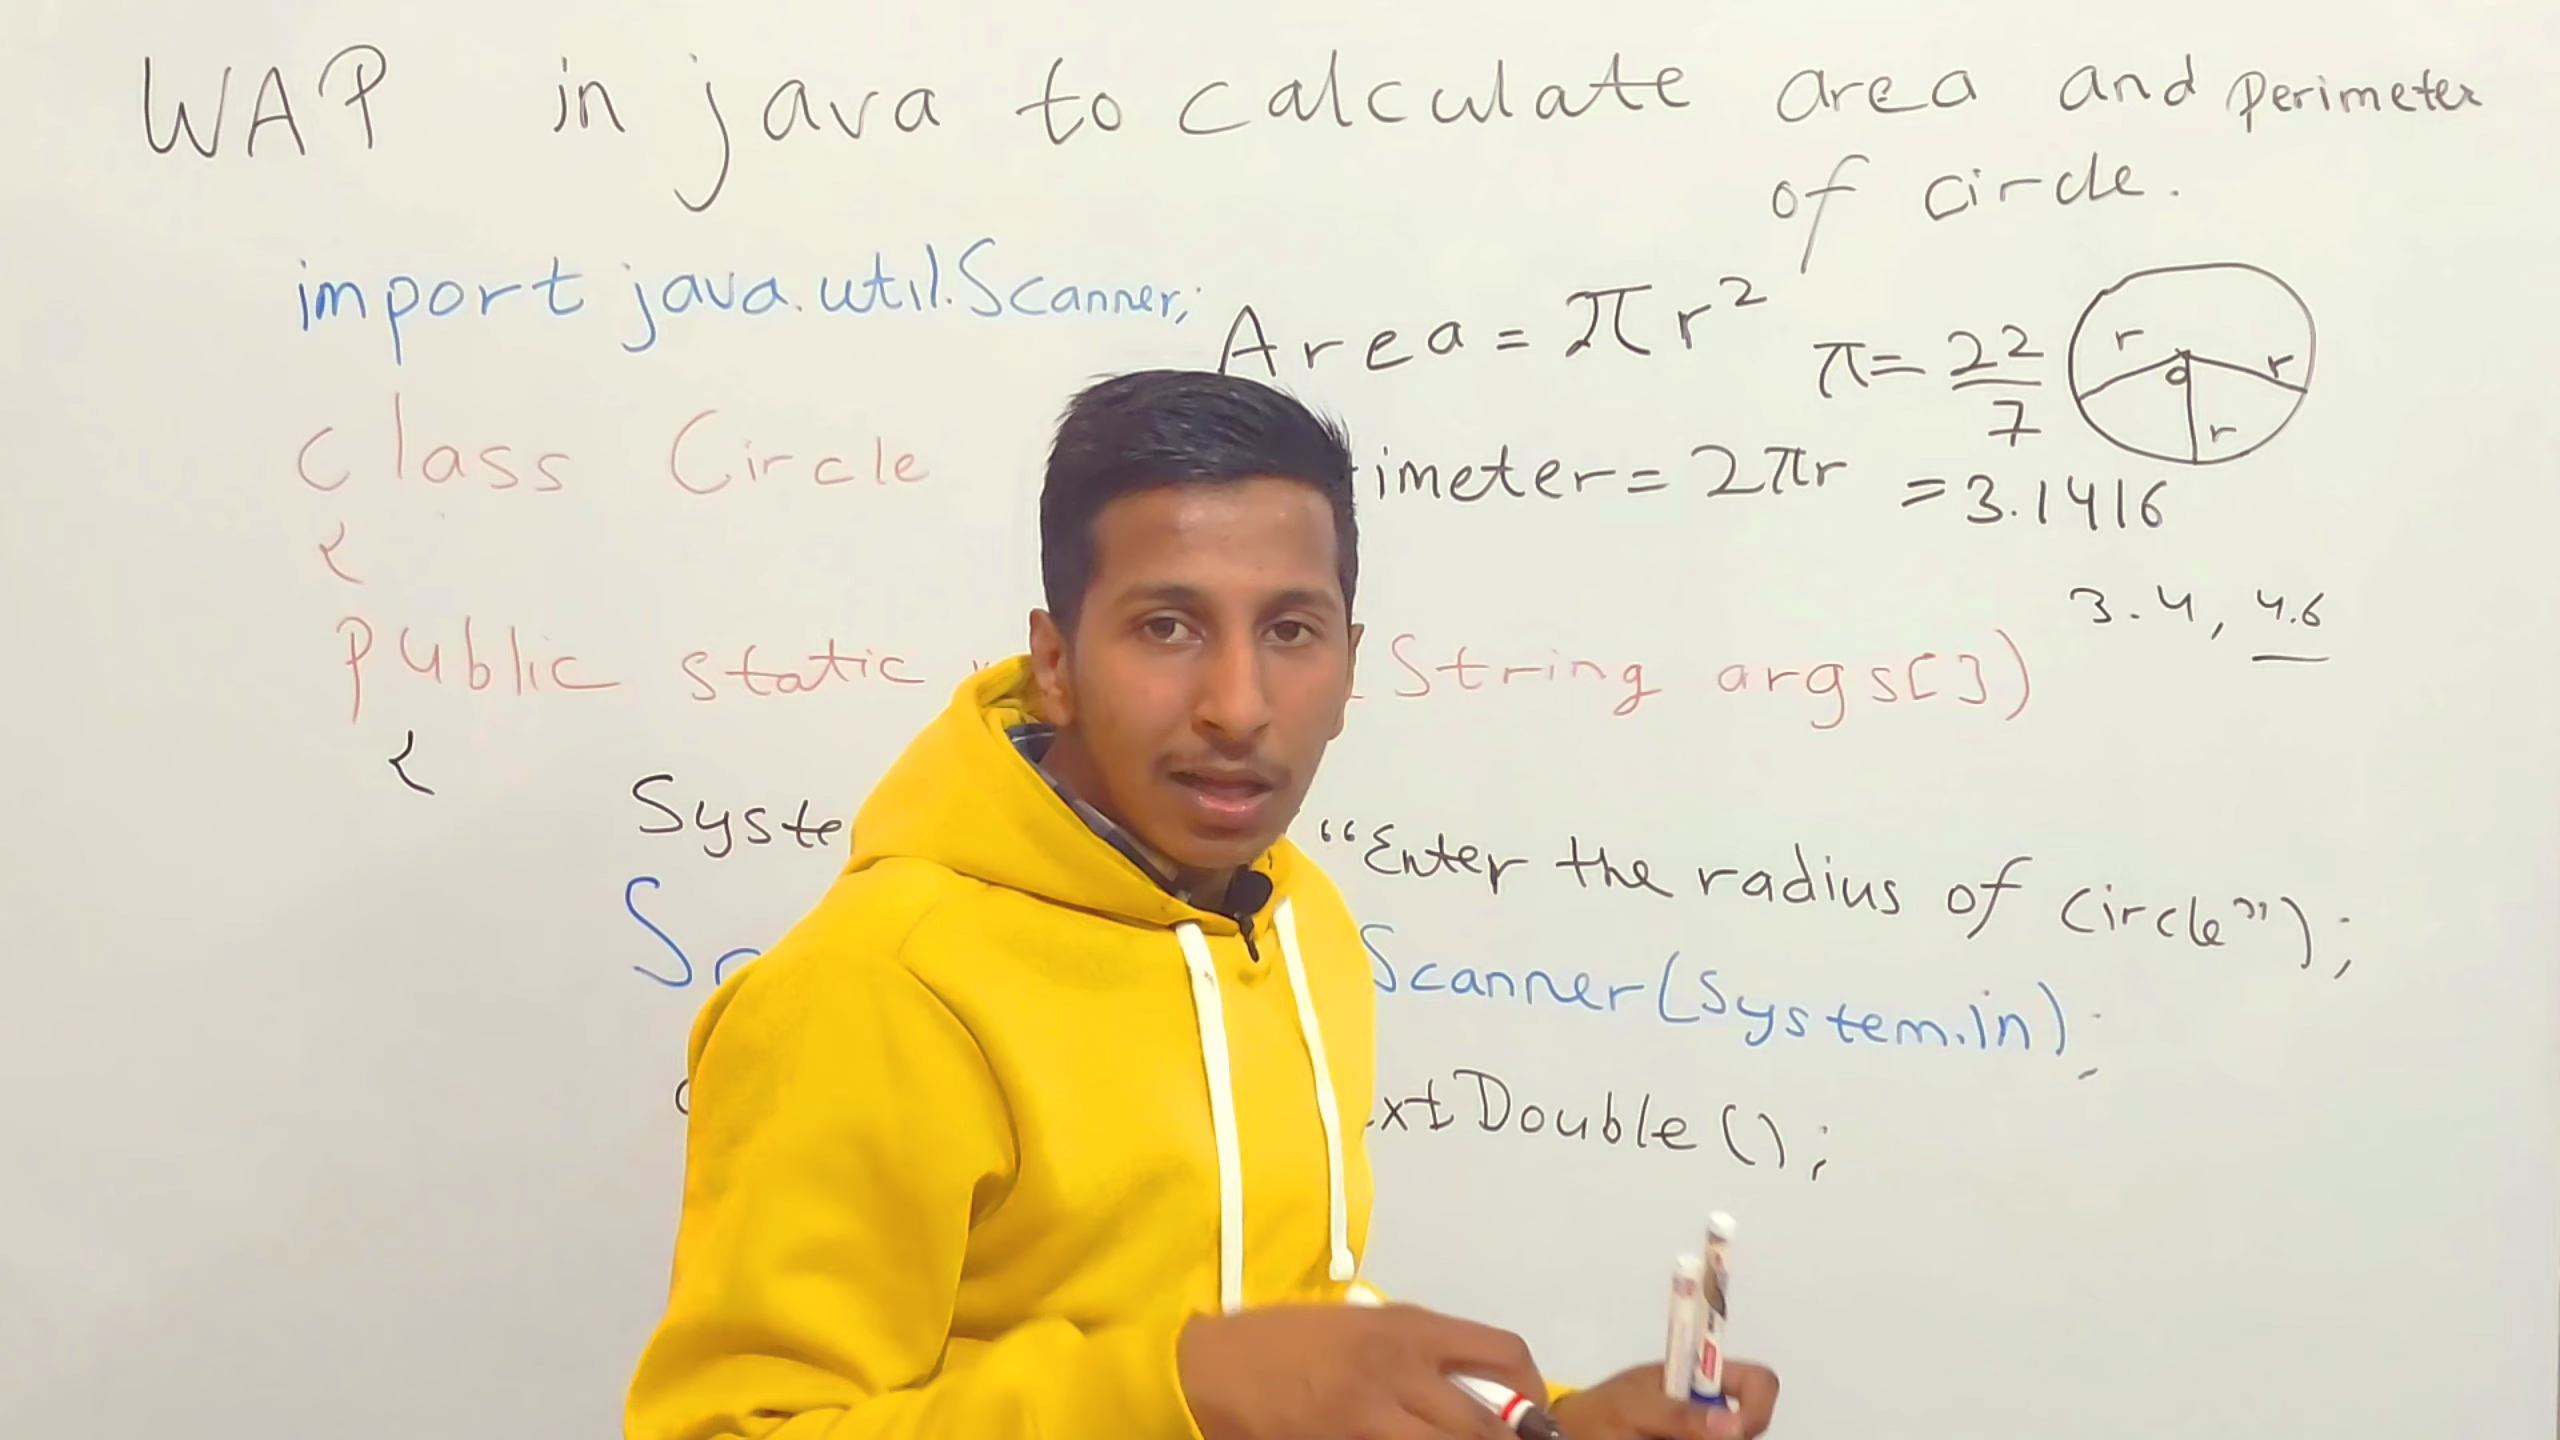 WAP in java to calculate area and perimeter
of circle.
import java.util.Scanner;
Area = πr²
π = 22/7
r r r
o
class Circle
imeter = 2πr
= 3.1416
{
3.4, 4.6
public static String args[])
{
Syste "Enter the radius of circle");
Scanner(System.in);
xtDouble();